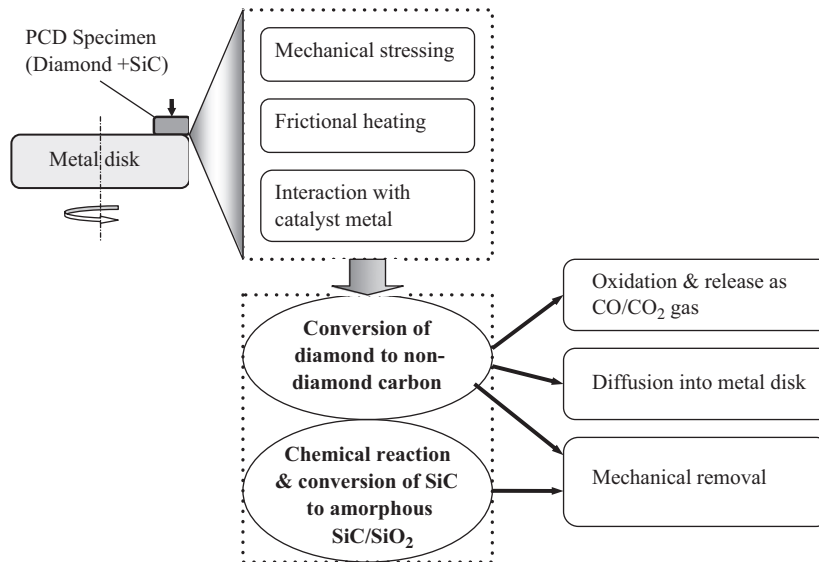 PCD Specimen
(Diamond +SiC)
Metal disk
Mechanical stressing
Frictional heating
Interaction with
catalyst metal
Conversion of
diamond to non-
diamond carbon
Chemical reaction
& conversion of SiC
to amorphous
SiC/SiO₂
Oxidation & release as
CO/CO₂ gas
Diffusion into metal disk
Mechanical removal